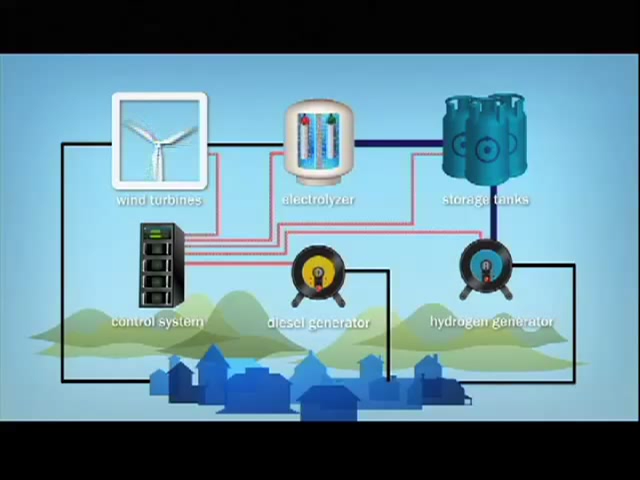 wind turbines
electrolyzer
storage tanks
control system
diesel generator
hydrogen generator